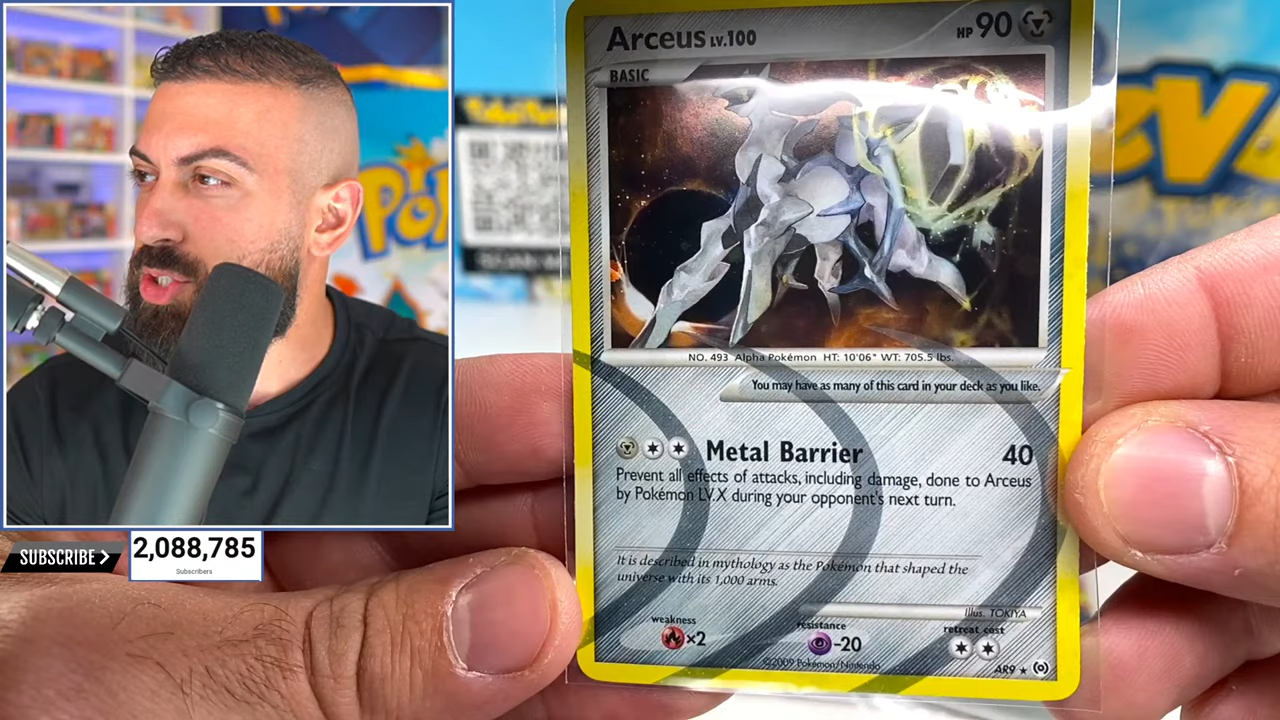 Arceus LV.100
HP 90
BASIC
NO. 493 Alpha Pokémon HT: 10'06" WT: 705.5 lbs.
You may have as many of this card in your deck as you like.
Metal Barrier 40
Prevent all effects of attacks, including damage, done to Arceus
by Pokémon LV.X during your opponent's next turn.
It is described in mythology as the Pokémon that shaped the
universe with its 1,000 arms.
Illus. TOKIYA
weakness
×2
resistance
-20
retreat cost
©2009 Pokémon/Nintendo
AR9
SUBSCRIBE
2,088,785
Subscribers